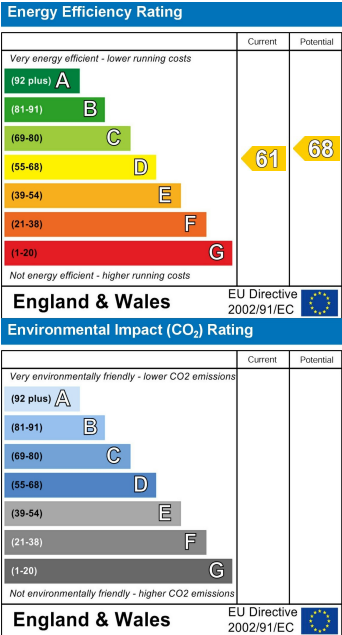 Energy Efficiency Rating
Current Potential
Very energy efficient - lower running costs
(92 plus) A
(81-91) B
(69-80) C
(55-68) D
(39-54) E
(21-38) F
(1-20) G
61 68
Not energy efficient - higher running costs
England & Wales
EU Directive
2002/91/EC
Environmental Impact (CO₂) Rating
Current Potential
Very environmentally friendly - lower CO2 emissions
(92 plus) A
(81-91) B
(69-80) C
(55-68) D
(39-54) E
(21-38) F
(1-20) G
Not environmentally friendly - higher CO2 emissions
England & Wales
EU Directive
2002/91/EC